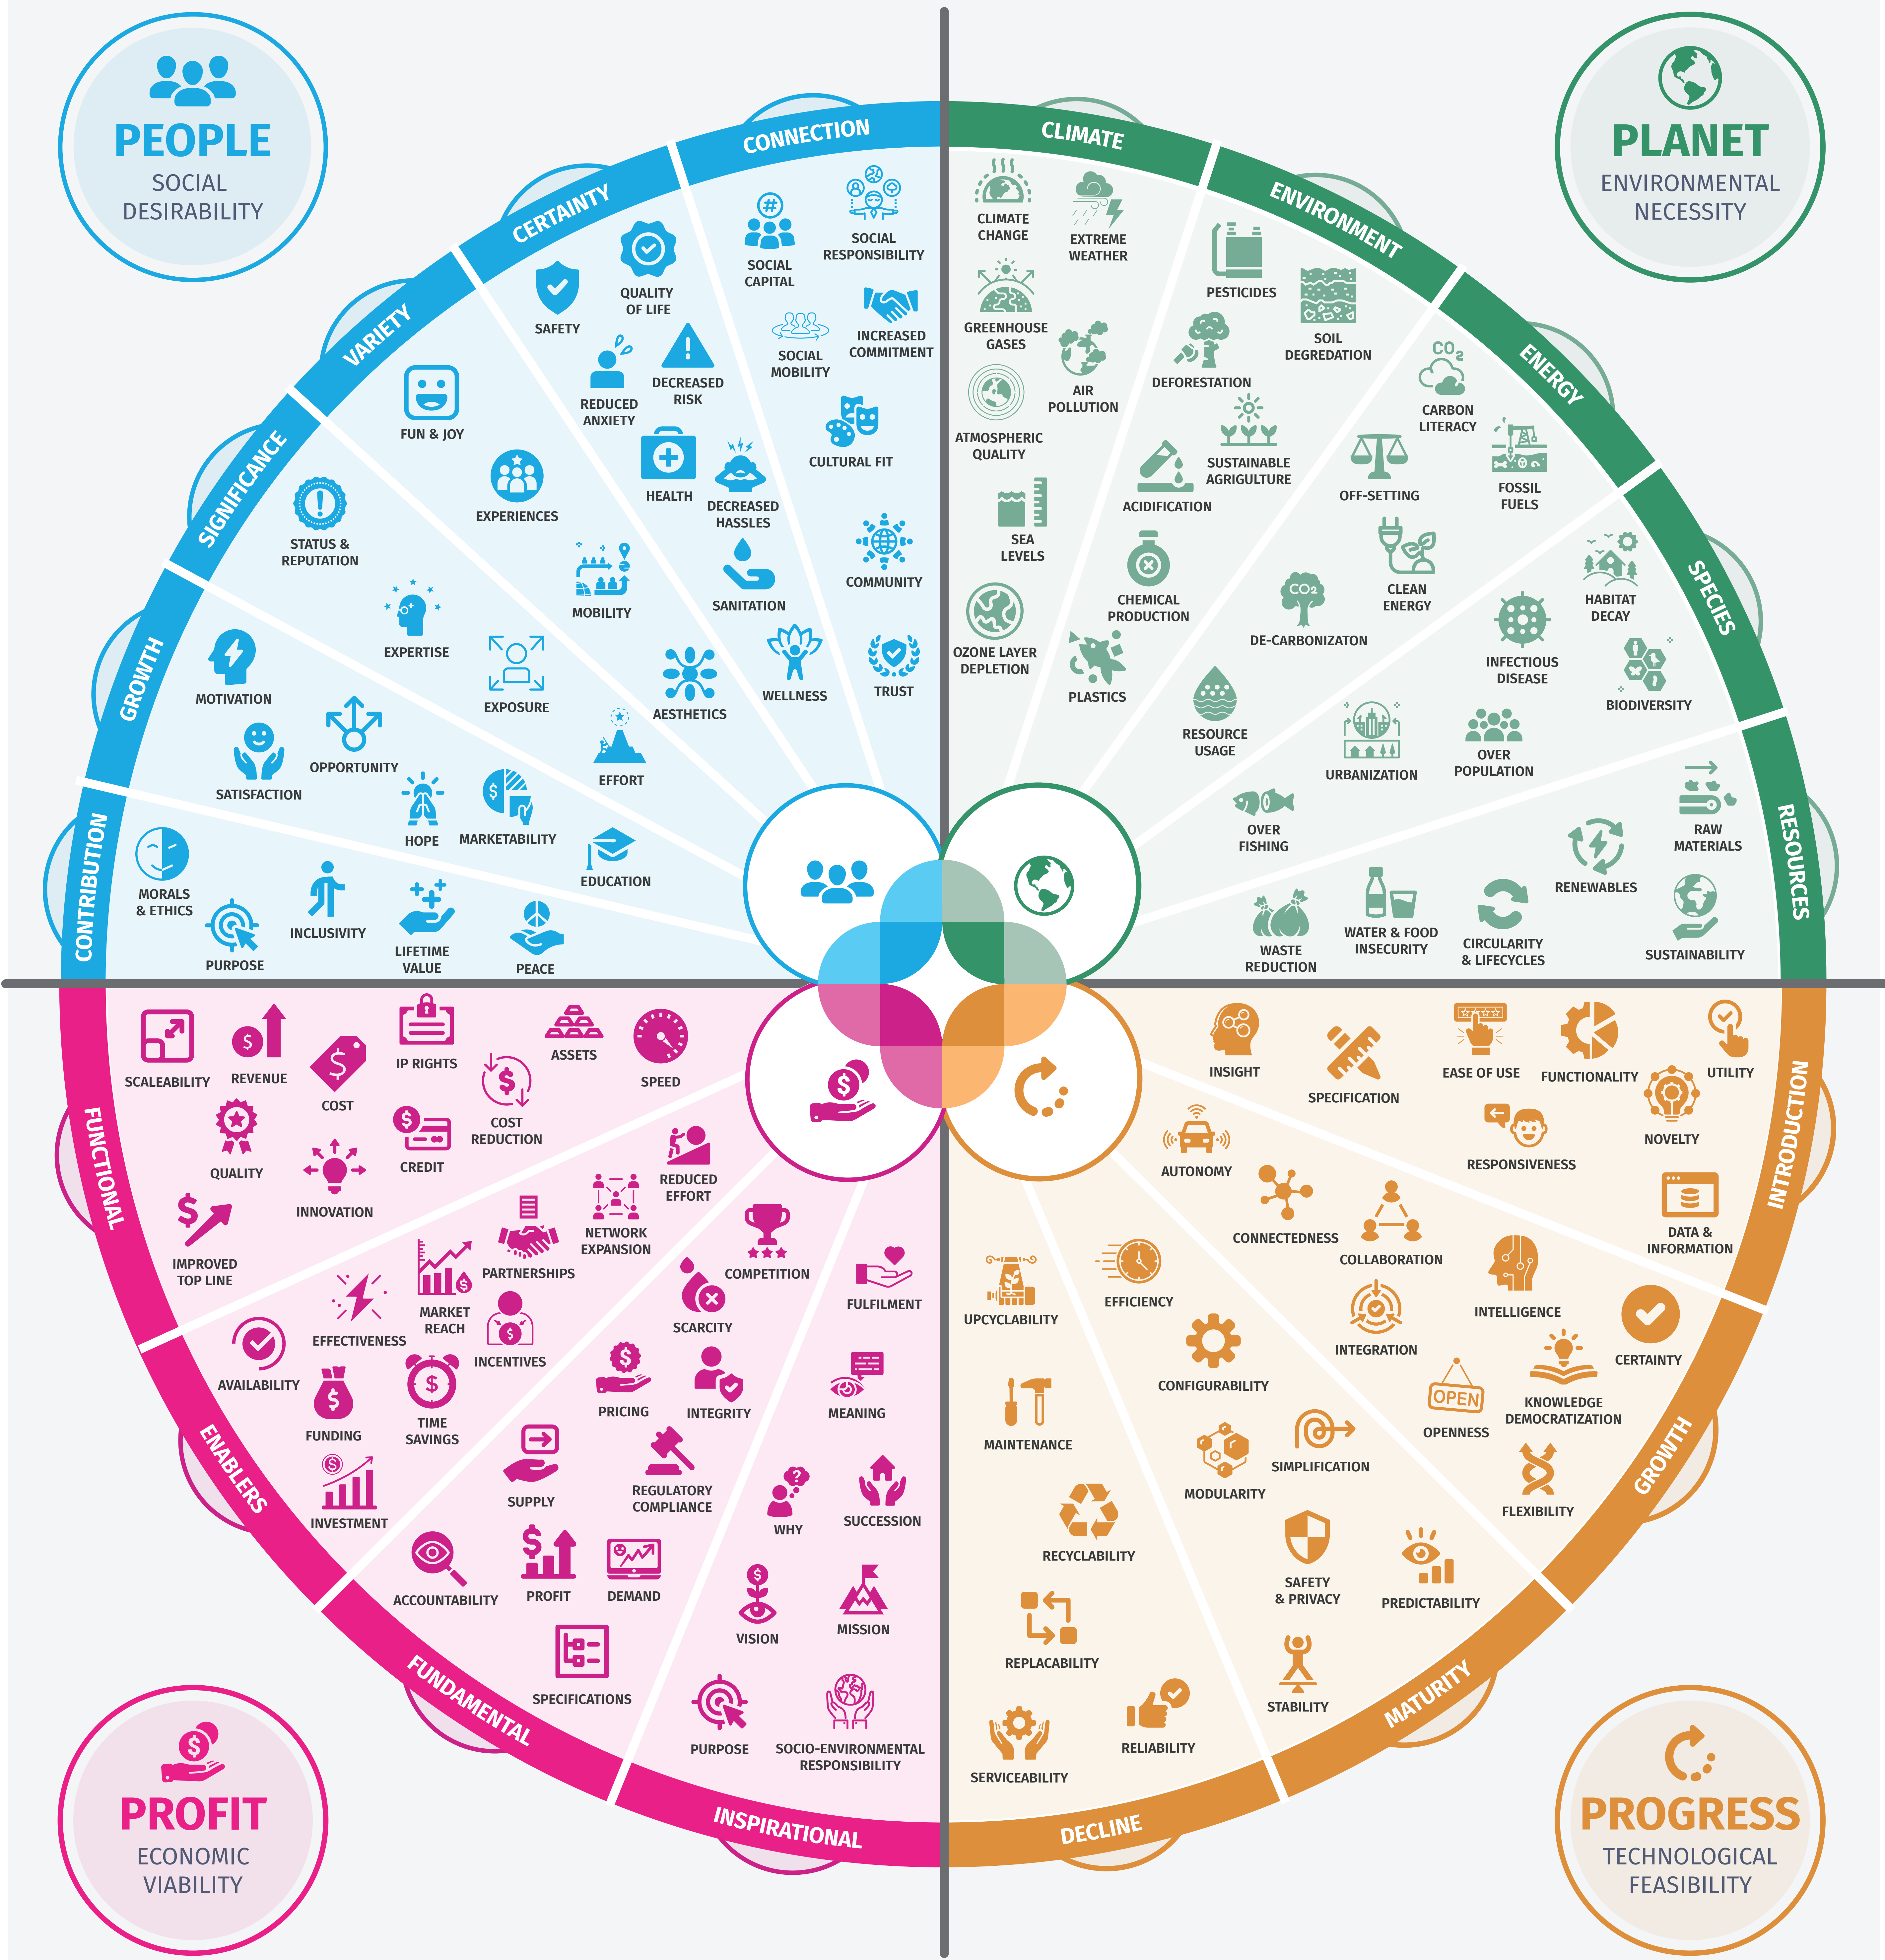 PEOPLE
SOCIAL
DESIRABILITY
PLANET
ENVIRONMENTAL
NECESSITY
CONNECTION
SOCIAL
RESPONSIBILITY
SOCIAL
CAPITAL
INCREASED
COMMITMENT
SOCIAL
MOBILITY
CULTURAL FIT
COMMUNITY
TRUST
CERTAINTY
QUALITY
OF LIFE
SAFETY
DECREASED
RISK
REDUCED
ANXIETY
HEALTH
DECREASED
HASSLES
SANITATION
WELLNESS
VARIETY
FUN & JOY
EXPERIENCES
MOBILITY
AESTHETICS
SIGNIFICANCE
STATUS &
REPUTATION
EXPERTISE
EXPOSURE
EFFORT
GROWTH
MOTIVATION
OPPORTUNITY
SATISFACTION
HOPE
MARKETABILITY
EDUCATION
CONTRIBUTION
MORALS
& ETHICS
PURPOSE
INCLUSIVITY
LIFETIME
VALUE
PEACE
CLIMATE
CLIMATE
CHANGE
EXTREME
WEATHER
GREENHOUSE
GASES
AIR
POLLUTION
ATMOSPHERIC
QUALITY
SEA
LEVELS
OZONE LAYER
DEPLETION
ENVIRONMENT
PESTICIDES
SOIL
DEGREDATION
DEFORESTATION
SUSTAINABLE
AGRIGULTURE
ACIDIFICATION
CHEMICAL
PRODUCTION
PLASTICS
ENERGY
CO2
CARBON
LITERACY
FOSSIL
FUELS
OFF-SETTING
CLEAN
ENERGY
CO2
DE-CARBONIZATON
RESOURCE
USAGE
SPECIES
HABITAT
DECAY
INFECTIOUS
DISEASE
BIODIVERSITY
OVER
POPULATION
URBANIZATION
OVER
FISHING
RESOURCES
RAW
MATERIALS
RENEWABLES
SUSTAINABILITY
CIRCULARITY
& LIFECYCLES
WATER & FOOD
INSECURITY
WASTE
REDUCTION
FUNCTIONAL
SCALEABILITY
REVENUE
COST
IP RIGHTS
ASSETS
SPEED
COST
REDUCTION
CREDIT
QUALITY
INNOVATION
IMPROVED
TOP LINE
ENABLERS
REDUCED
EFFORT
NETWORK
EXPANSION
PARTNERSHIPS
MARKET
REACH
EFFECTIVENESS
INCENTIVES
AVAILABILITY
FUNDING
TIME
SAVINGS
INVESTMENT
FUNDAMENTAL
COMPETITION
SCARCITY
PRICING
INTEGRITY
SUPPLY
REGULATORY
COMPLIANCE
ACCOUNTABILITY
PROFIT
DEMAND
SPECIFICATIONS
INSPIRATIONAL
FULFILMENT
MEANING
WHY
SUCCESSION
VISION
MISSION
PURPOSE
SOCIO-ENVIRONMENTAL
RESPONSIBILITY
INTRODUCTION
INSIGHT
SPECIFICATION
EASE OF USE
FUNCTIONALITY
UTILITY
RESPONSIVENESS
NOVELTY
DATA &
INFORMATION
GROWTH
AUTONOMY
CONNECTEDNESS
COLLABORATION
INTELLIGENCE
INTEGRATION
CERTAINTY
KNOWLEDGE
DEMOCRATIZATION
OPEN
OPENNESS
FLEXIBILITY
MATURITY
EFFICIENCY
CONFIGURABILITY
SIMPLIFICATION
MODULARITY
SAFETY
& PRIVACY
PREDICTABILITY
STABILITY
DECLINE
UPCYCLABILITY
MAINTENANCE
RECYCLABILITY
REPLACABILITY
RELIABILITY
SERVICEABILITY
PROFIT
ECONOMIC
VIABILITY
PROGRESS
TECHNOLOGICAL
FEASIBILITY